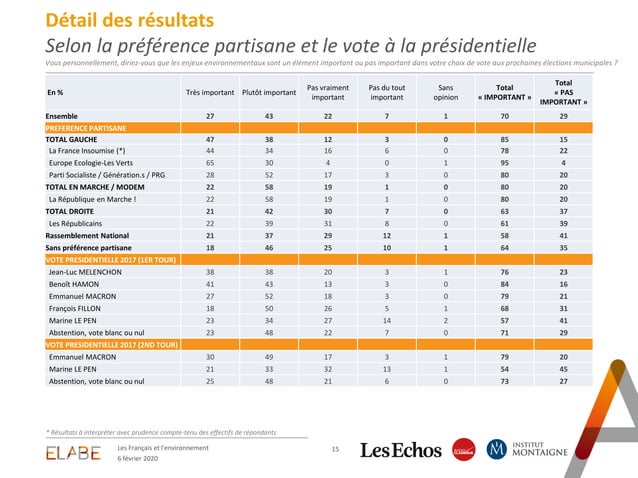 Détail des résultats
Selon la préférence partisane et le vote à la présidentielle
Vous personnellement, diriez-vous que les enjeux environnementaux sont un élément important ou pas important dans votre choix de vote aux prochaines élections municipales ?
En % Très important Plutôt important Pas vraiment important Pas du tout important Sans opinion Total « IMPORTANT » Total « PAS IMPORTANT »
Ensemble 27 43 22 7 1 70 29
PREFERENCE PARTISANE
TOTAL GAUCHE 47 38 12 3 0 85 15
La France Insoumise (*) 44 34 16 6 0 78 22
Europe Ecologie-Les Verts 65 30 4 0 1 95 4
Parti Socialiste / Génération.s / PRG 28 52 17 3 0 80 20
TOTAL EN MARCHE / MODEM 22 58 19 1 0 80 20
La République en Marche ! 22 58 19 1 0 80 20
TOTAL DROITE 21 42 30 7 0 63 37
Les Républicains 22 39 31 8 0 61 39
Rassemblement National 21 37 29 12 1 58 41
Sans préférence partisane 18 46 25 10 1 64 35
VOTE PRESIDENTIELLE 2017 (1ER TOUR)
Jean-Luc MELENCHON 38 38 20 3 1 76 23
Benoît HAMON 41 43 13 3 0 84 16
Emmanuel MACRON 27 52 18 3 0 79 21
François FILLON 18 50 26 5 1 68 31
Marine LE PEN 23 34 27 14 2 57 41
Abstention, vote blanc ou nul 23 48 22 7 0 71 29
VOTE PRESIDENTIELLE 2017 (2ND TOUR)
Emmanuel MACRON 30 49 17 3 1 79 20
Marine LE PEN 21 33 32 13 1 54 45
Abstention, vote blanc ou nul 25 48 21 6 0 73 27
* Résultats à interpréter avec prudence compte-tenu des effectifs de répondants
ELABE
Les Français et l'environnement
6 février 2020
15
Les Echos
RADIO CLASSIQUE
INSTITUT
MONTAIGNE